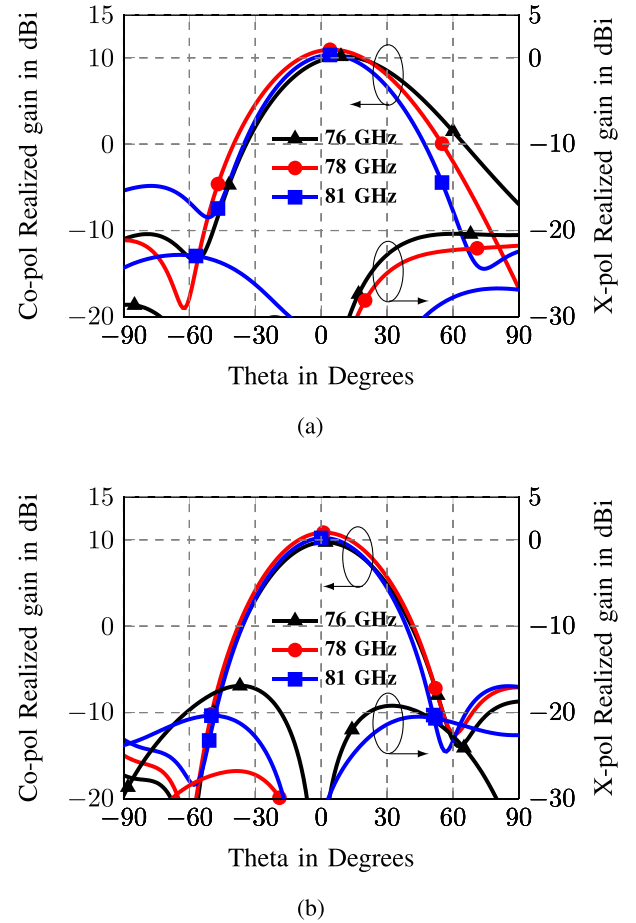 Co-pol Realized gain in dBi
15
10
0
−10
−20
76 GHz
78 GHz
81 GHz
5
0
−10
−20
−30
X-pol Realized gain in dBi
−90 −60 −30 0 30 60 90
Theta in Degrees
(a)
Co-pol Realized gain in dBi
15
10
0
−10
−20
76 GHz
78 GHz
81 GHz
5
0
−10
−20
−30
X-pol Realized gain in dBi
−90 −60 −30 0 30 60 90
Theta in Degrees
(b)